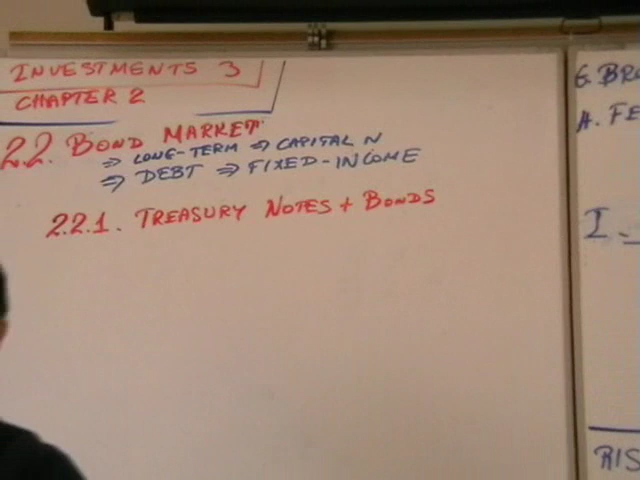 INVESTMENTS 3
CHAPTER 2
2.2. BOND MARKET
⇒ LONG-TERM ⇒ CAPITAL N
⇒ DEBT ⇒ FIXED-INCOME
2.2.1. TREASURY NOTES + BONDS
E. BRO
A. FE
I.
RIS